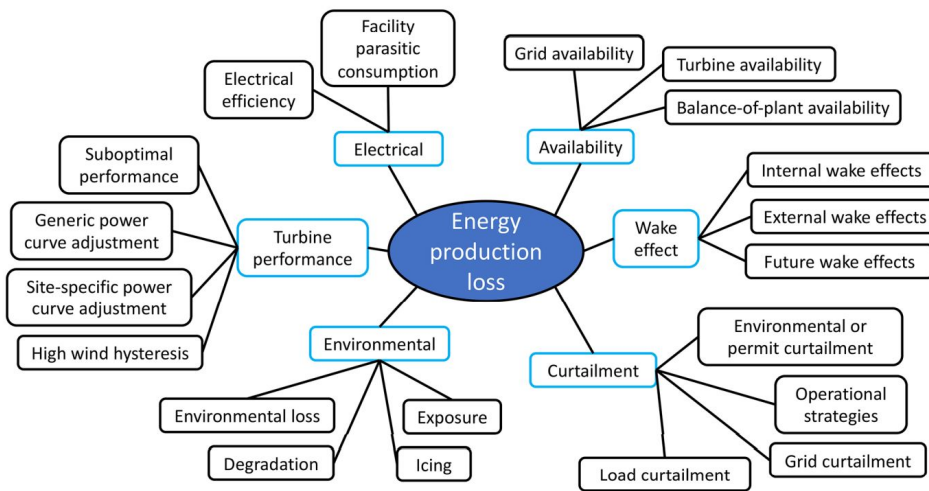 Facility
parasitic
consumption
Electrical
efficiency
Electrical
Grid availability
Turbine availability
Balance-of-plant availability
Availability
Suboptimal
performance
Generic power
curve adjustment
Site-specific power
curve adjustment
High wind hysteresis
Turbine
performance
Energy
production
loss
Wake
effect
Internal wake effects
External wake effects
Future wake effects
Environmental
Environmental loss
Degradation
Icing
Exposure
Curtailment
Environmental or
permit curtailment
Operational
strategies
Grid curtailment
Load curtailment